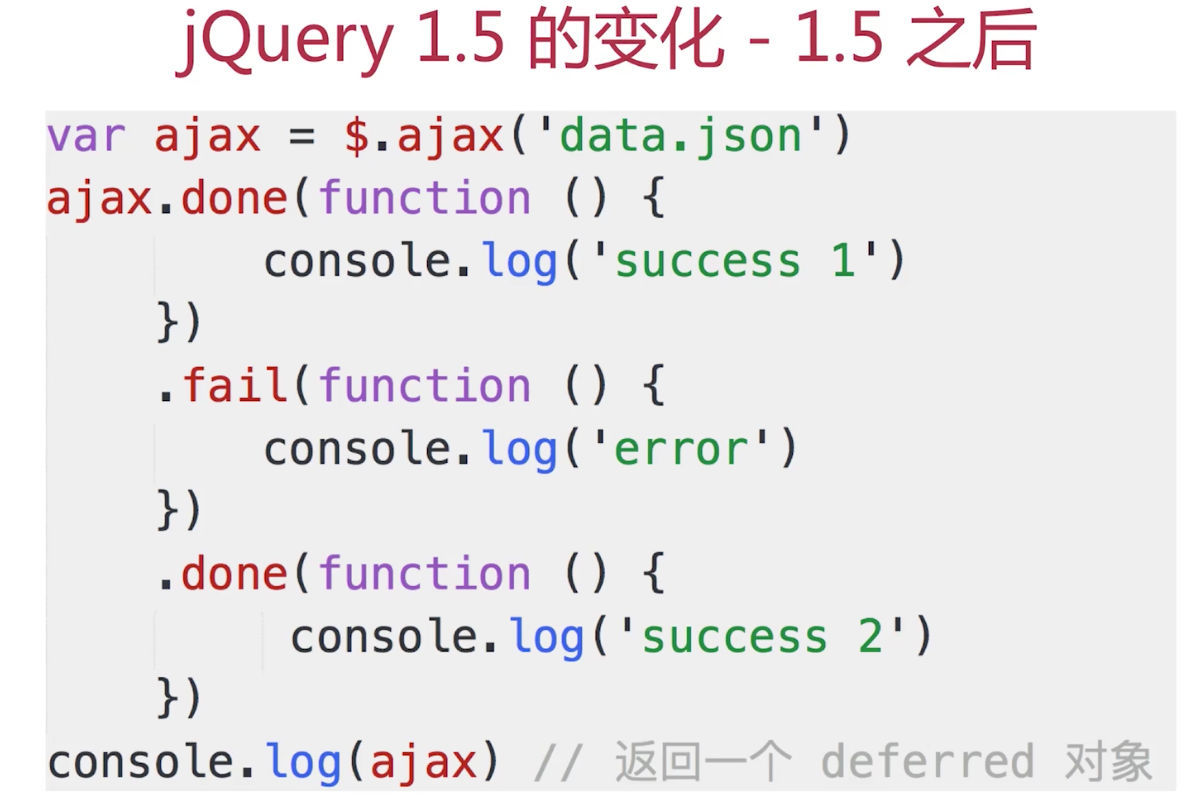 jQuery 1.5 的变化 - 1.5 之后
var ajax = $.ajax('data.json')
ajax.done(function () {
        console.log('success 1')
    })
    .fail(function () {
        console.log('error')
    })
    .done(function () {
         console.log('success 2')
    })
console.log(ajax) // 返回一个 deferred 对象